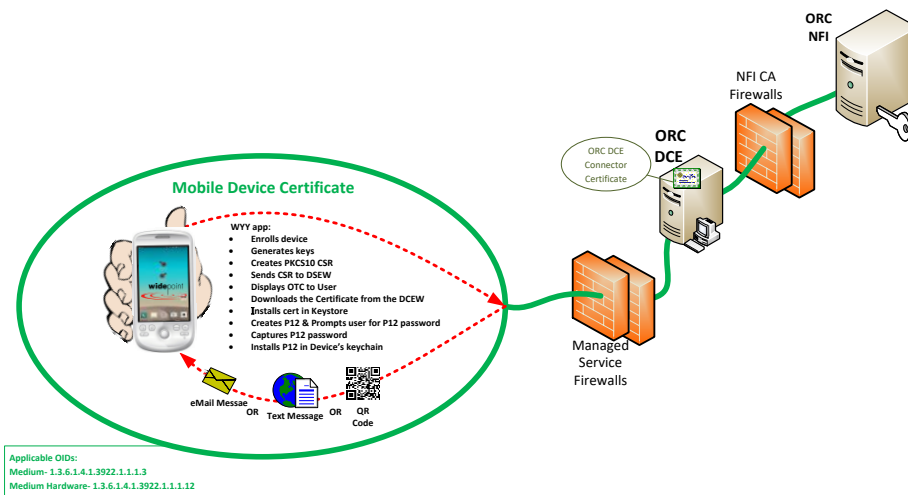 ORC
NFI
NFI CA
Firewalls
ORC
DCE
ORC DCE
Connector
Certificate
Mobile Device Certificate
WYY app:
• Enrolls device
• Generates keys
• Creates PKCS10 CSR
• Sends CSR to DSEW
• Displays OTC to User
• Downloads the Certificate from the DCEW
• Installs cert in Keystore
• Creates P12 & Prompts user for P12 password
• Captures P12 password
• Installs P12 in Device's keychain
widepoint
Managed
Service
Firewalls
eMail Messae
OR
Text Message
OR
QR
Code
Applicable OIDs:
Medium- 1.3.6.1.4.1.3922.1.1.1.3
Medium Hardware- 1.3.6.1.4.1.3922.1.1.1.12